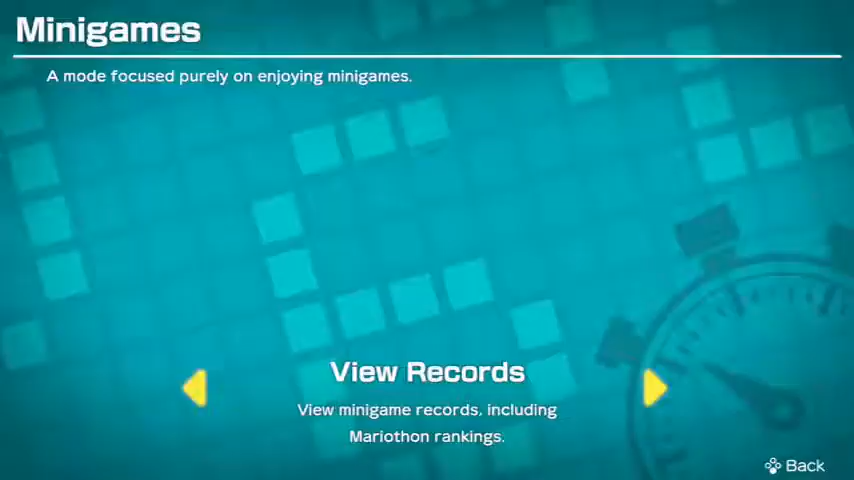 Minigames
A mode focused purely on enjoying minigames.
View Records
View minigame records, including
Mariothon rankings.
Back